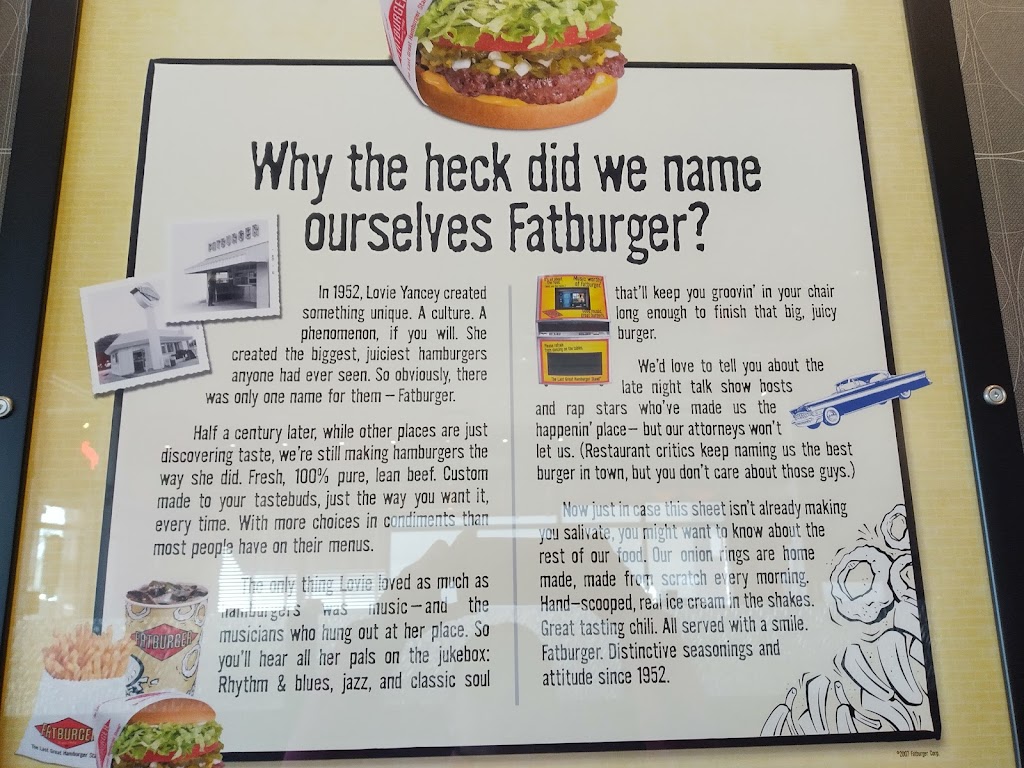 FATBURGER
Why the heck did we name
ourselves Fatburger?
FATBURGER
In 1952, Lovie Yancey created
something unique. A culture. A
phenomenon, if you will. She
created the biggest, juiciest hamburgers
anyone had ever seen. So obviously, there
was only one name for them – Fatburger.
Half a century later, while other places are just
discovering taste, we're still making hamburgers the
way she did. Fresh, 100% pure, lean beef. Custom
made to your tastebuds, just the way you want it,
every time. With more choices in condiments than
most people have on their menus.
The only thing Lovie loved as much as
hamburgers was music – and the
musicians who hung out at her place. So
you'll hear all her pals on the jukebox:
Rhythm & blues, jazz, and classic soul
FATBURGER
FATBURGER
The Last Great Hamburger Stand
that'll keep you groovin' in your chair
long enough to finish that big, juicy
burger.
The Last Great Hamburger Stand
We'd love to tell you about the
late night talk show hosts
and rap stars who've made us the
happenin' place– but our attorneys won't
let us. (Restaurant critics keep naming us the best
burger in town, but you don't care about those guys.)
Now just in case this sheet isn't already making
you salivate, you might want to know about the
rest of our food. Our onion rings are home
made, made from scratch every morning.
Hand–scooped, real ice cream in the shakes.
Great tasting chili. All served with a smile.
Fatburger. Distinctive seasonings and
attitude since 1952.
©2007 Fatburger Corp.